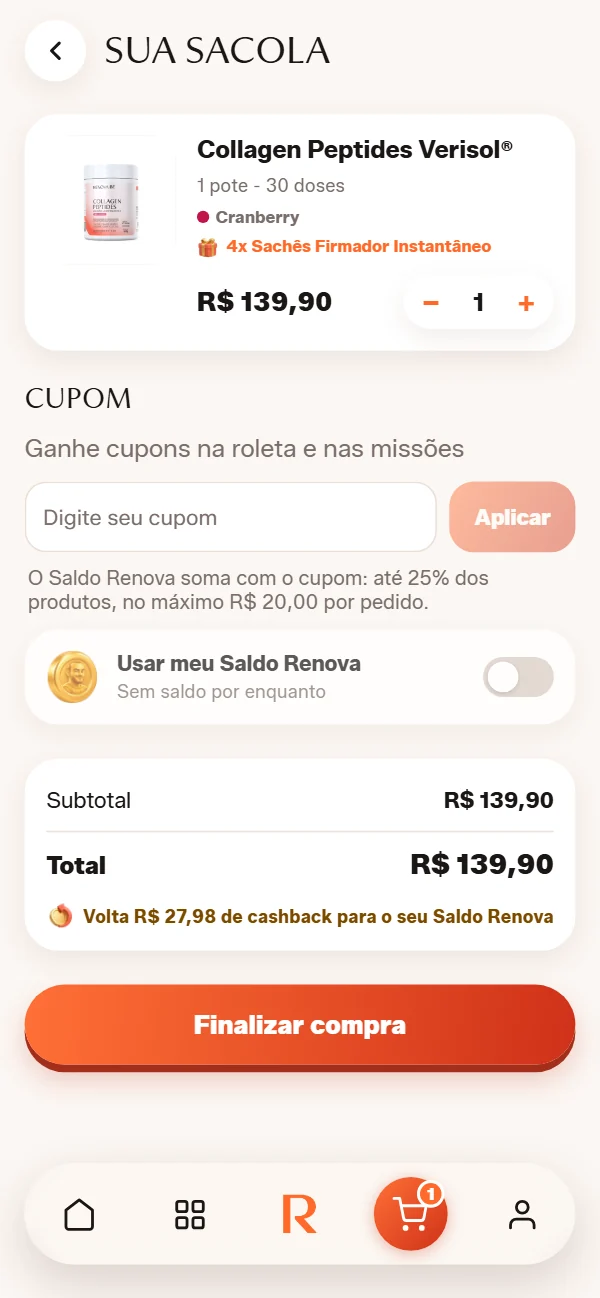 SUA SACOLA
Collagen Peptides Verisol®
1 pote - 30 doses
Cranberry
4x Sachês Firmador Instantâneo
R$ 139,90
− 1 +
COLLAGEN
PEPTIDES
CUPOM
Ganhe cupons na roleta e nas missões
Digite seu cupom
Aplicar
O Saldo Renova soma com o cupom: até 25% dos
produtos, no máximo R$ 20,00 por pedido.
Usar meu Saldo Renova
Sem saldo por enquanto
Subtotal
R$ 139,90
Total
R$ 139,90
Volta R$ 27,98 de cashback para o seu Saldo Renova
Finalizar compra
R
1